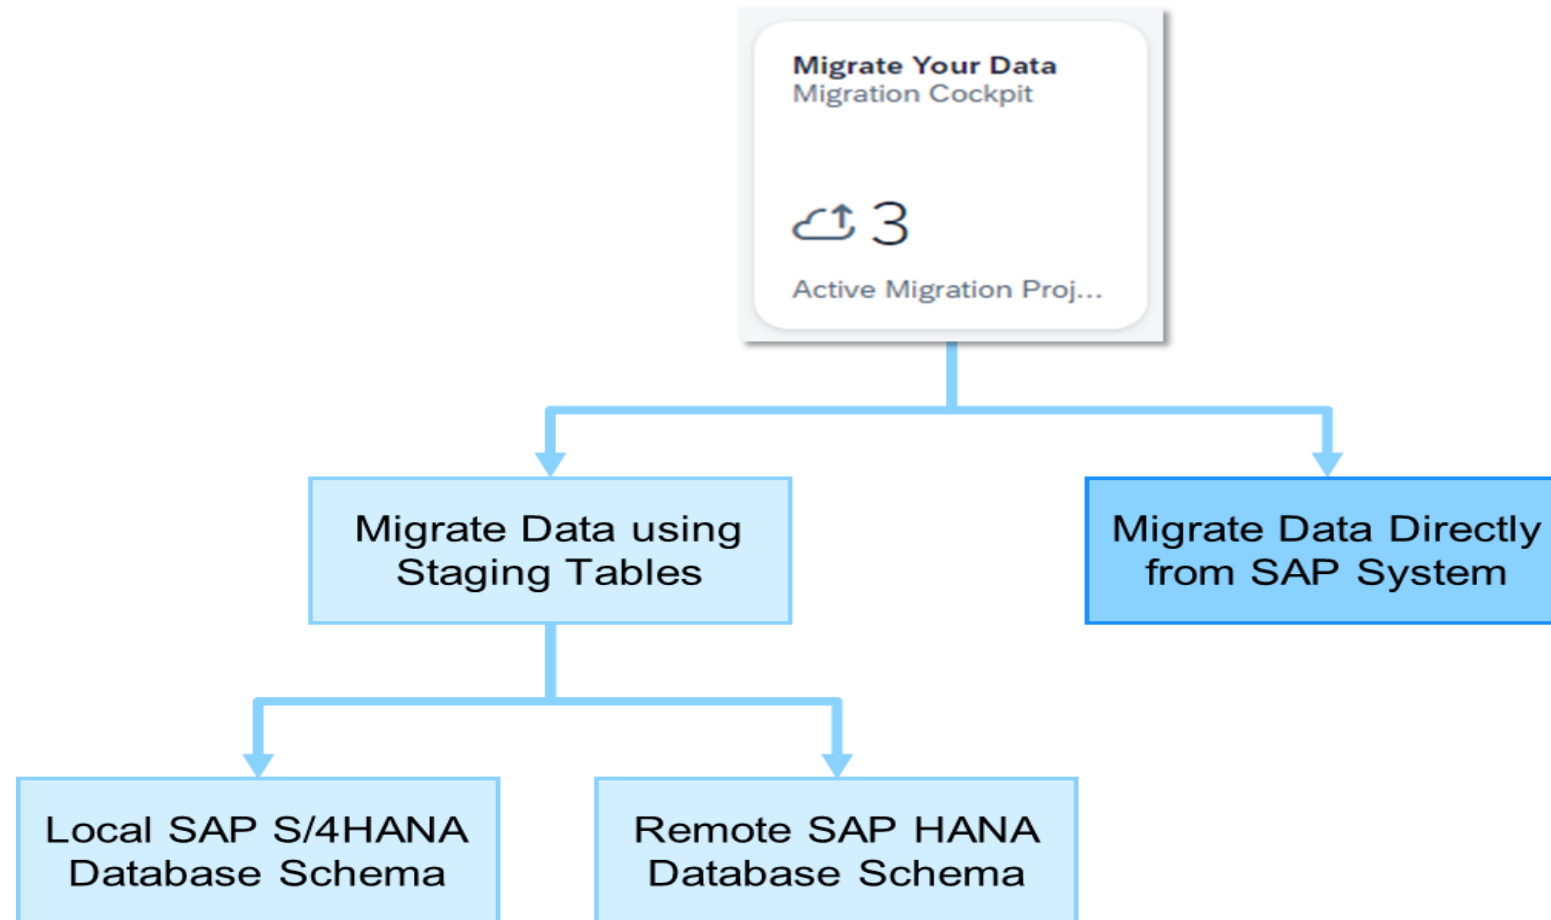 Migrate Your Data
Migration Cockpit
3
Active Migration Proj...
Migrate Data using
Staging Tables
Migrate Data Directly
from SAP System
Local SAP S/4HANA
Database Schema
Remote SAP HANA
Database Schema